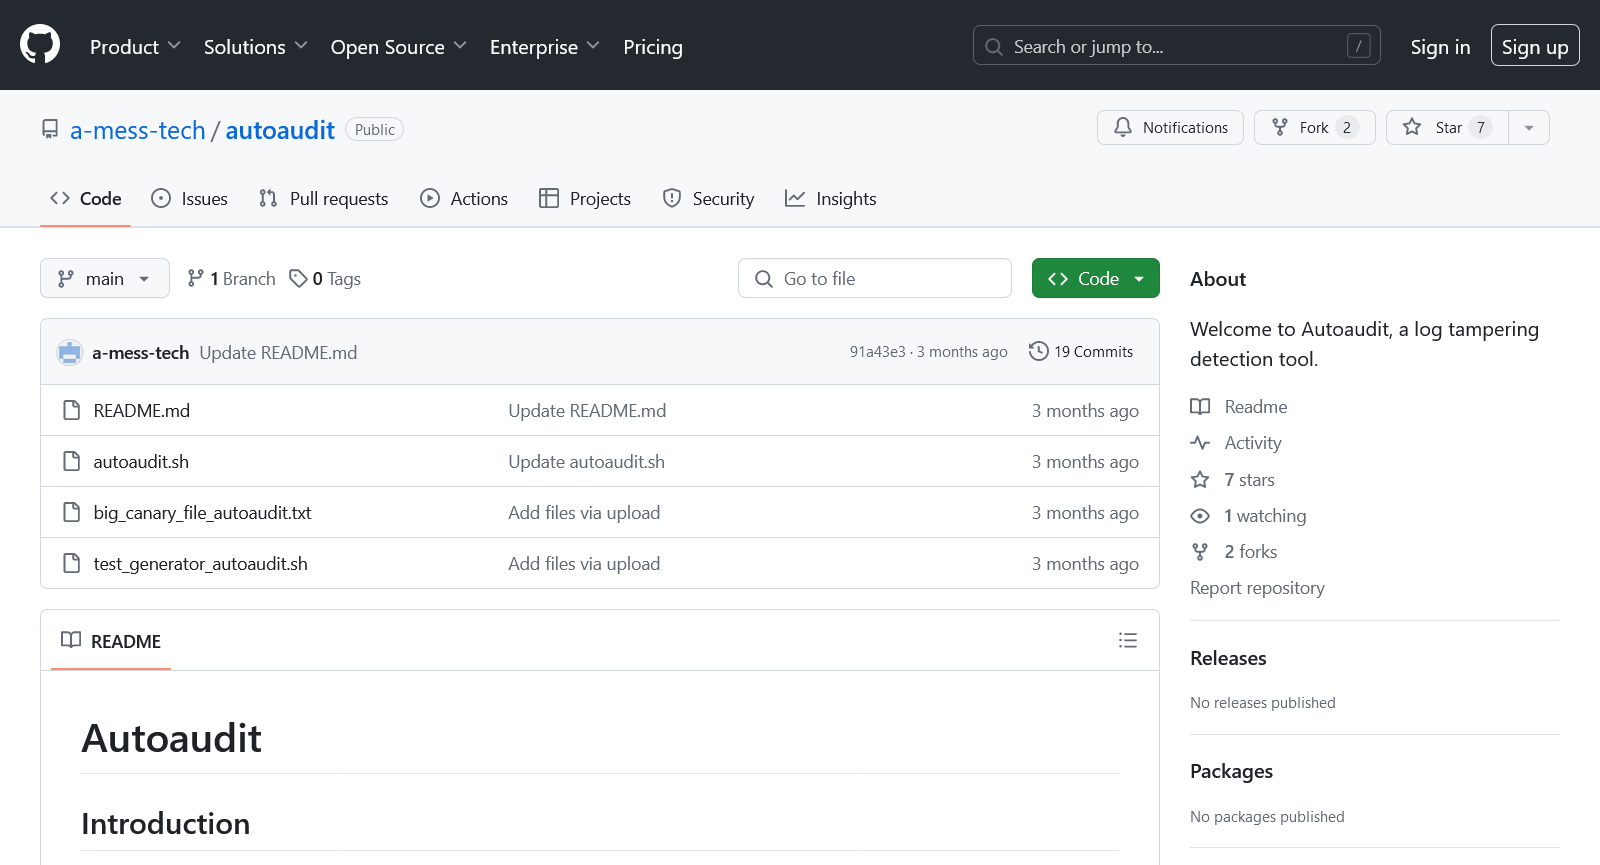 Product Solutions Open Source Enterprise Pricing Search or jump to... / Sign in Sign up
a-mess-tech / autoaudit Public Notifications Fork 2 Star 7
Code Issues Pull requests Actions Projects Security Insights
main 1 Branch 0 Tags Go to file Code
a-mess-tech Update README.md 91a43e3 · 3 months ago 19 Commits
README.md Update README.md 3 months ago
autoaudit.sh Update autoaudit.sh 3 months ago
big_canary_file_autoaudit.txt Add files via upload 3 months ago
test_generator_autoaudit.sh Add files via upload 3 months ago
README
Autoaudit
Introduction
About
Welcome to Autoaudit, a log tampering
detection tool.
Readme
Activity
7 stars
1 watching
2 forks
Report repository
Releases
No releases published
Packages
No packages published